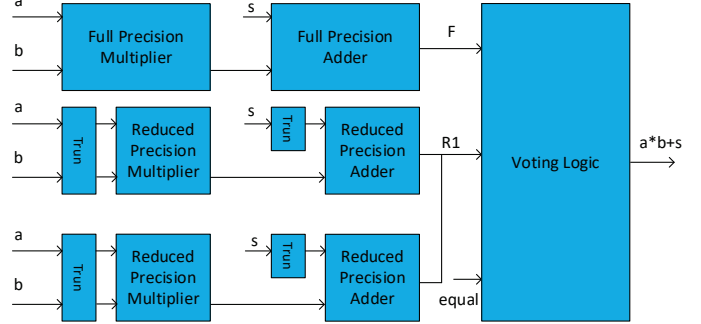 a
s
Full Precision
Multiplier
Full Precision
Adder
F
b
a
s
Trun
Reduced
Precision
Multiplier
Trun
Reduced
Precision
Adder
R1
b
Voting Logic
a*b+s
a
s
Trun
Reduced
Precision
Multiplier
Trun
Reduced
Precision
Adder
b
equal